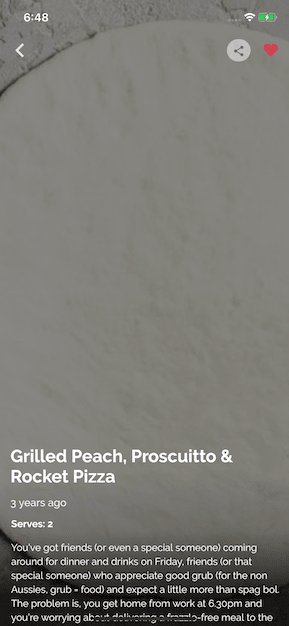 6:48
Grilled Peach, Proscuitto &
Rocket Pizza
3 years ago
Serves: 2
You've got friends (or even a special someone) coming
around for dinner and drinks on Friday, friends (or that
special someone) who appreciate good grub (for the non
Aussies, grub = food) and expect a little more than spag bol.
The problem is, you get home from work at 6.30pm and
you're worrying about delivering a frazzle-free meal to the